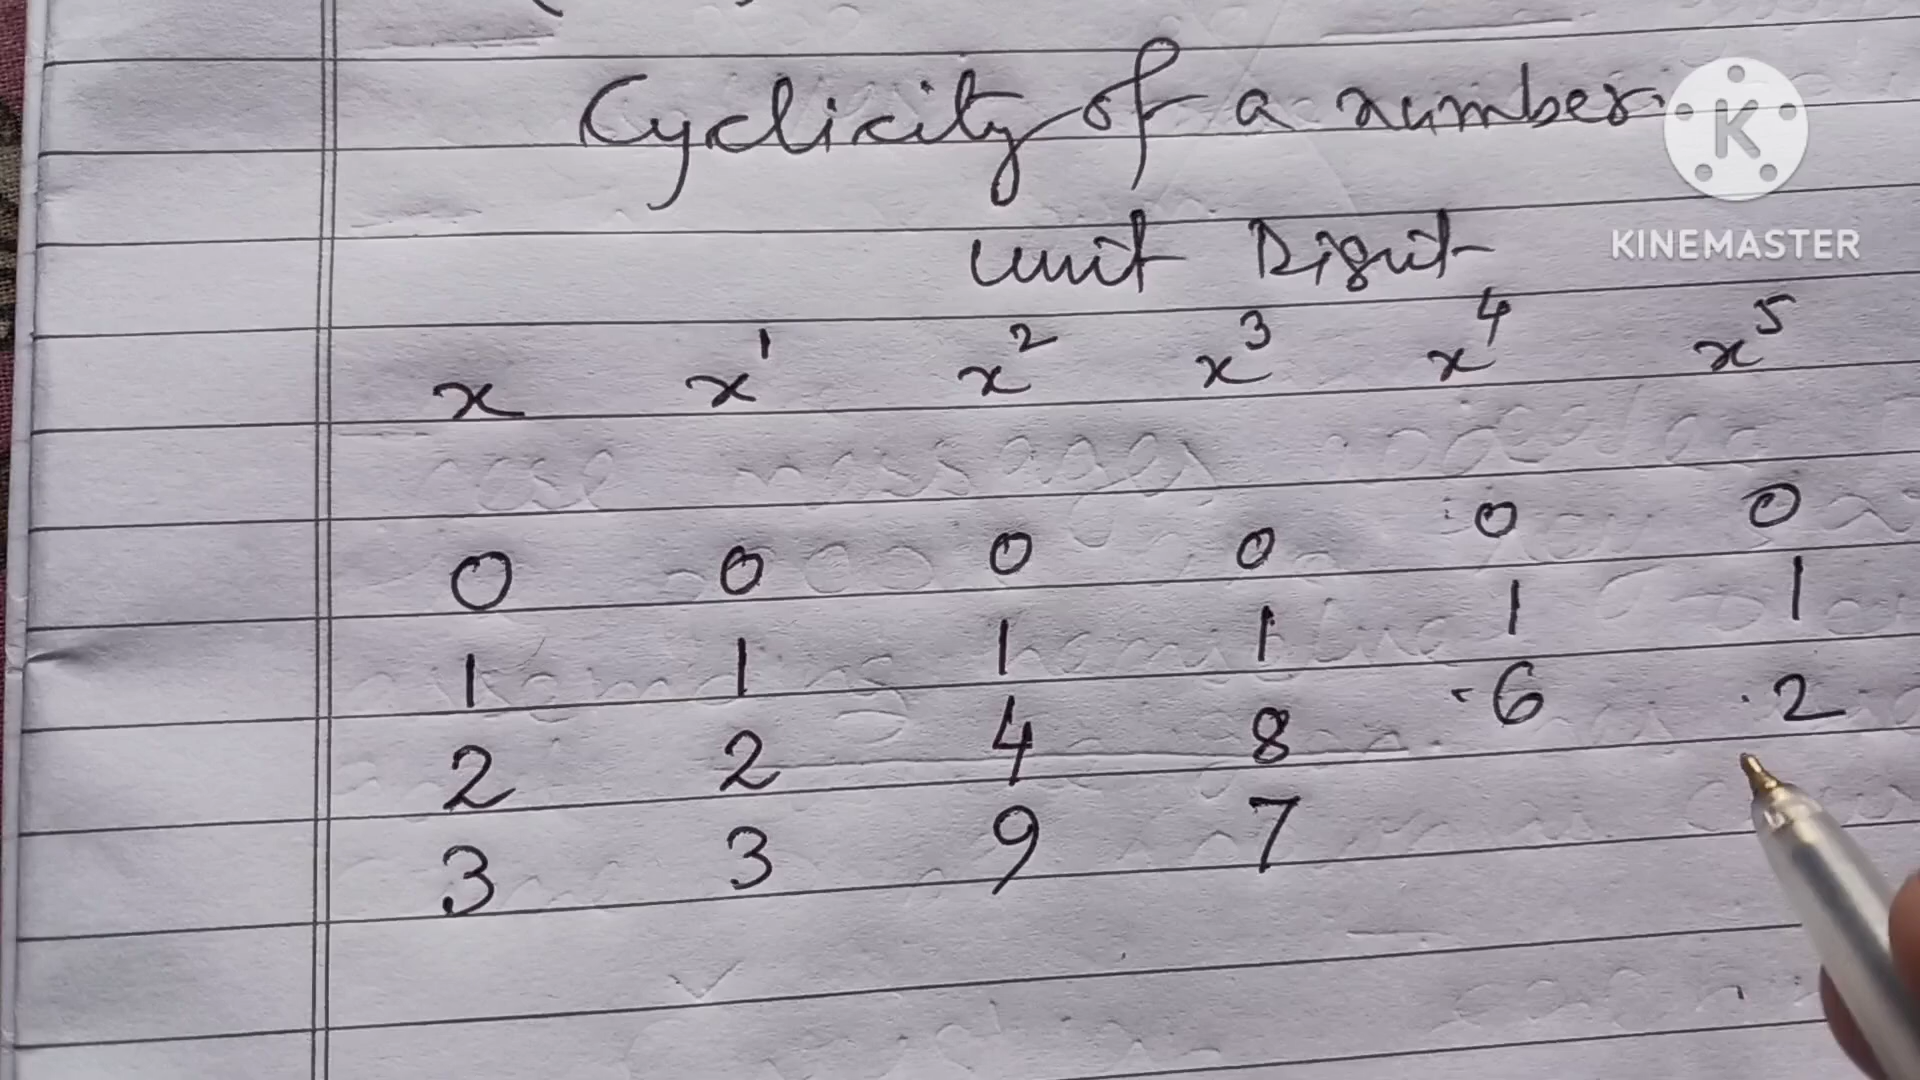 Cyclicity of a number
K
KINEMASTER
Unit Digit
x x¹ x² x³ x⁴ x⁵
0 0 0 0 0 0
1 1 1 1 1 1
2 2 4 8 6 2
3 3 9 7